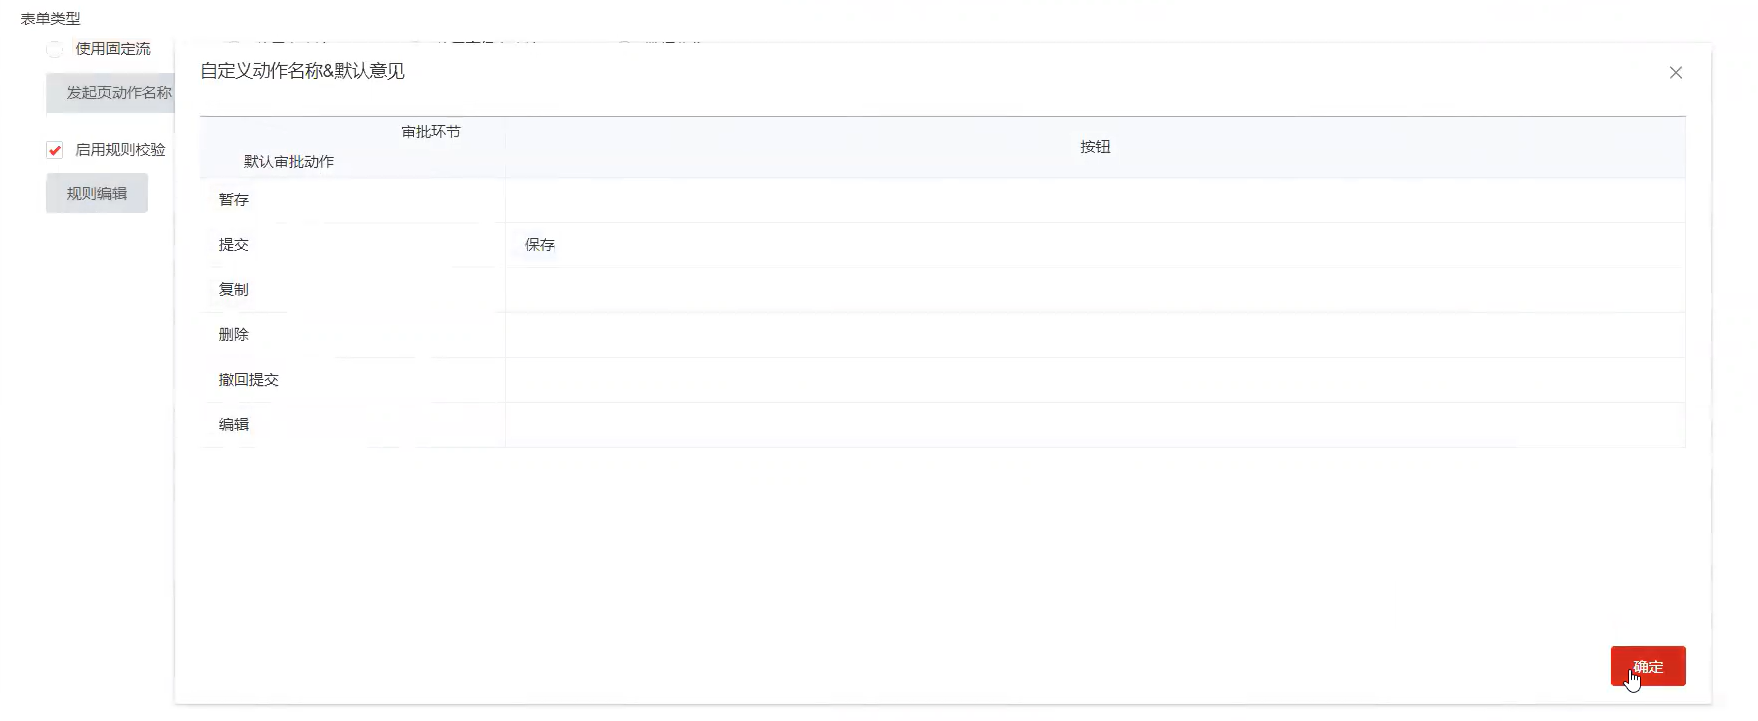 表单类型
使用固定流
发起页动作名称
启用规则校验
规则编辑
自定义动作名称&默认意见
审批环节
默认审批动作
按钮
暂存
提交
保存
复制
删除
撤回提交
编辑
确定